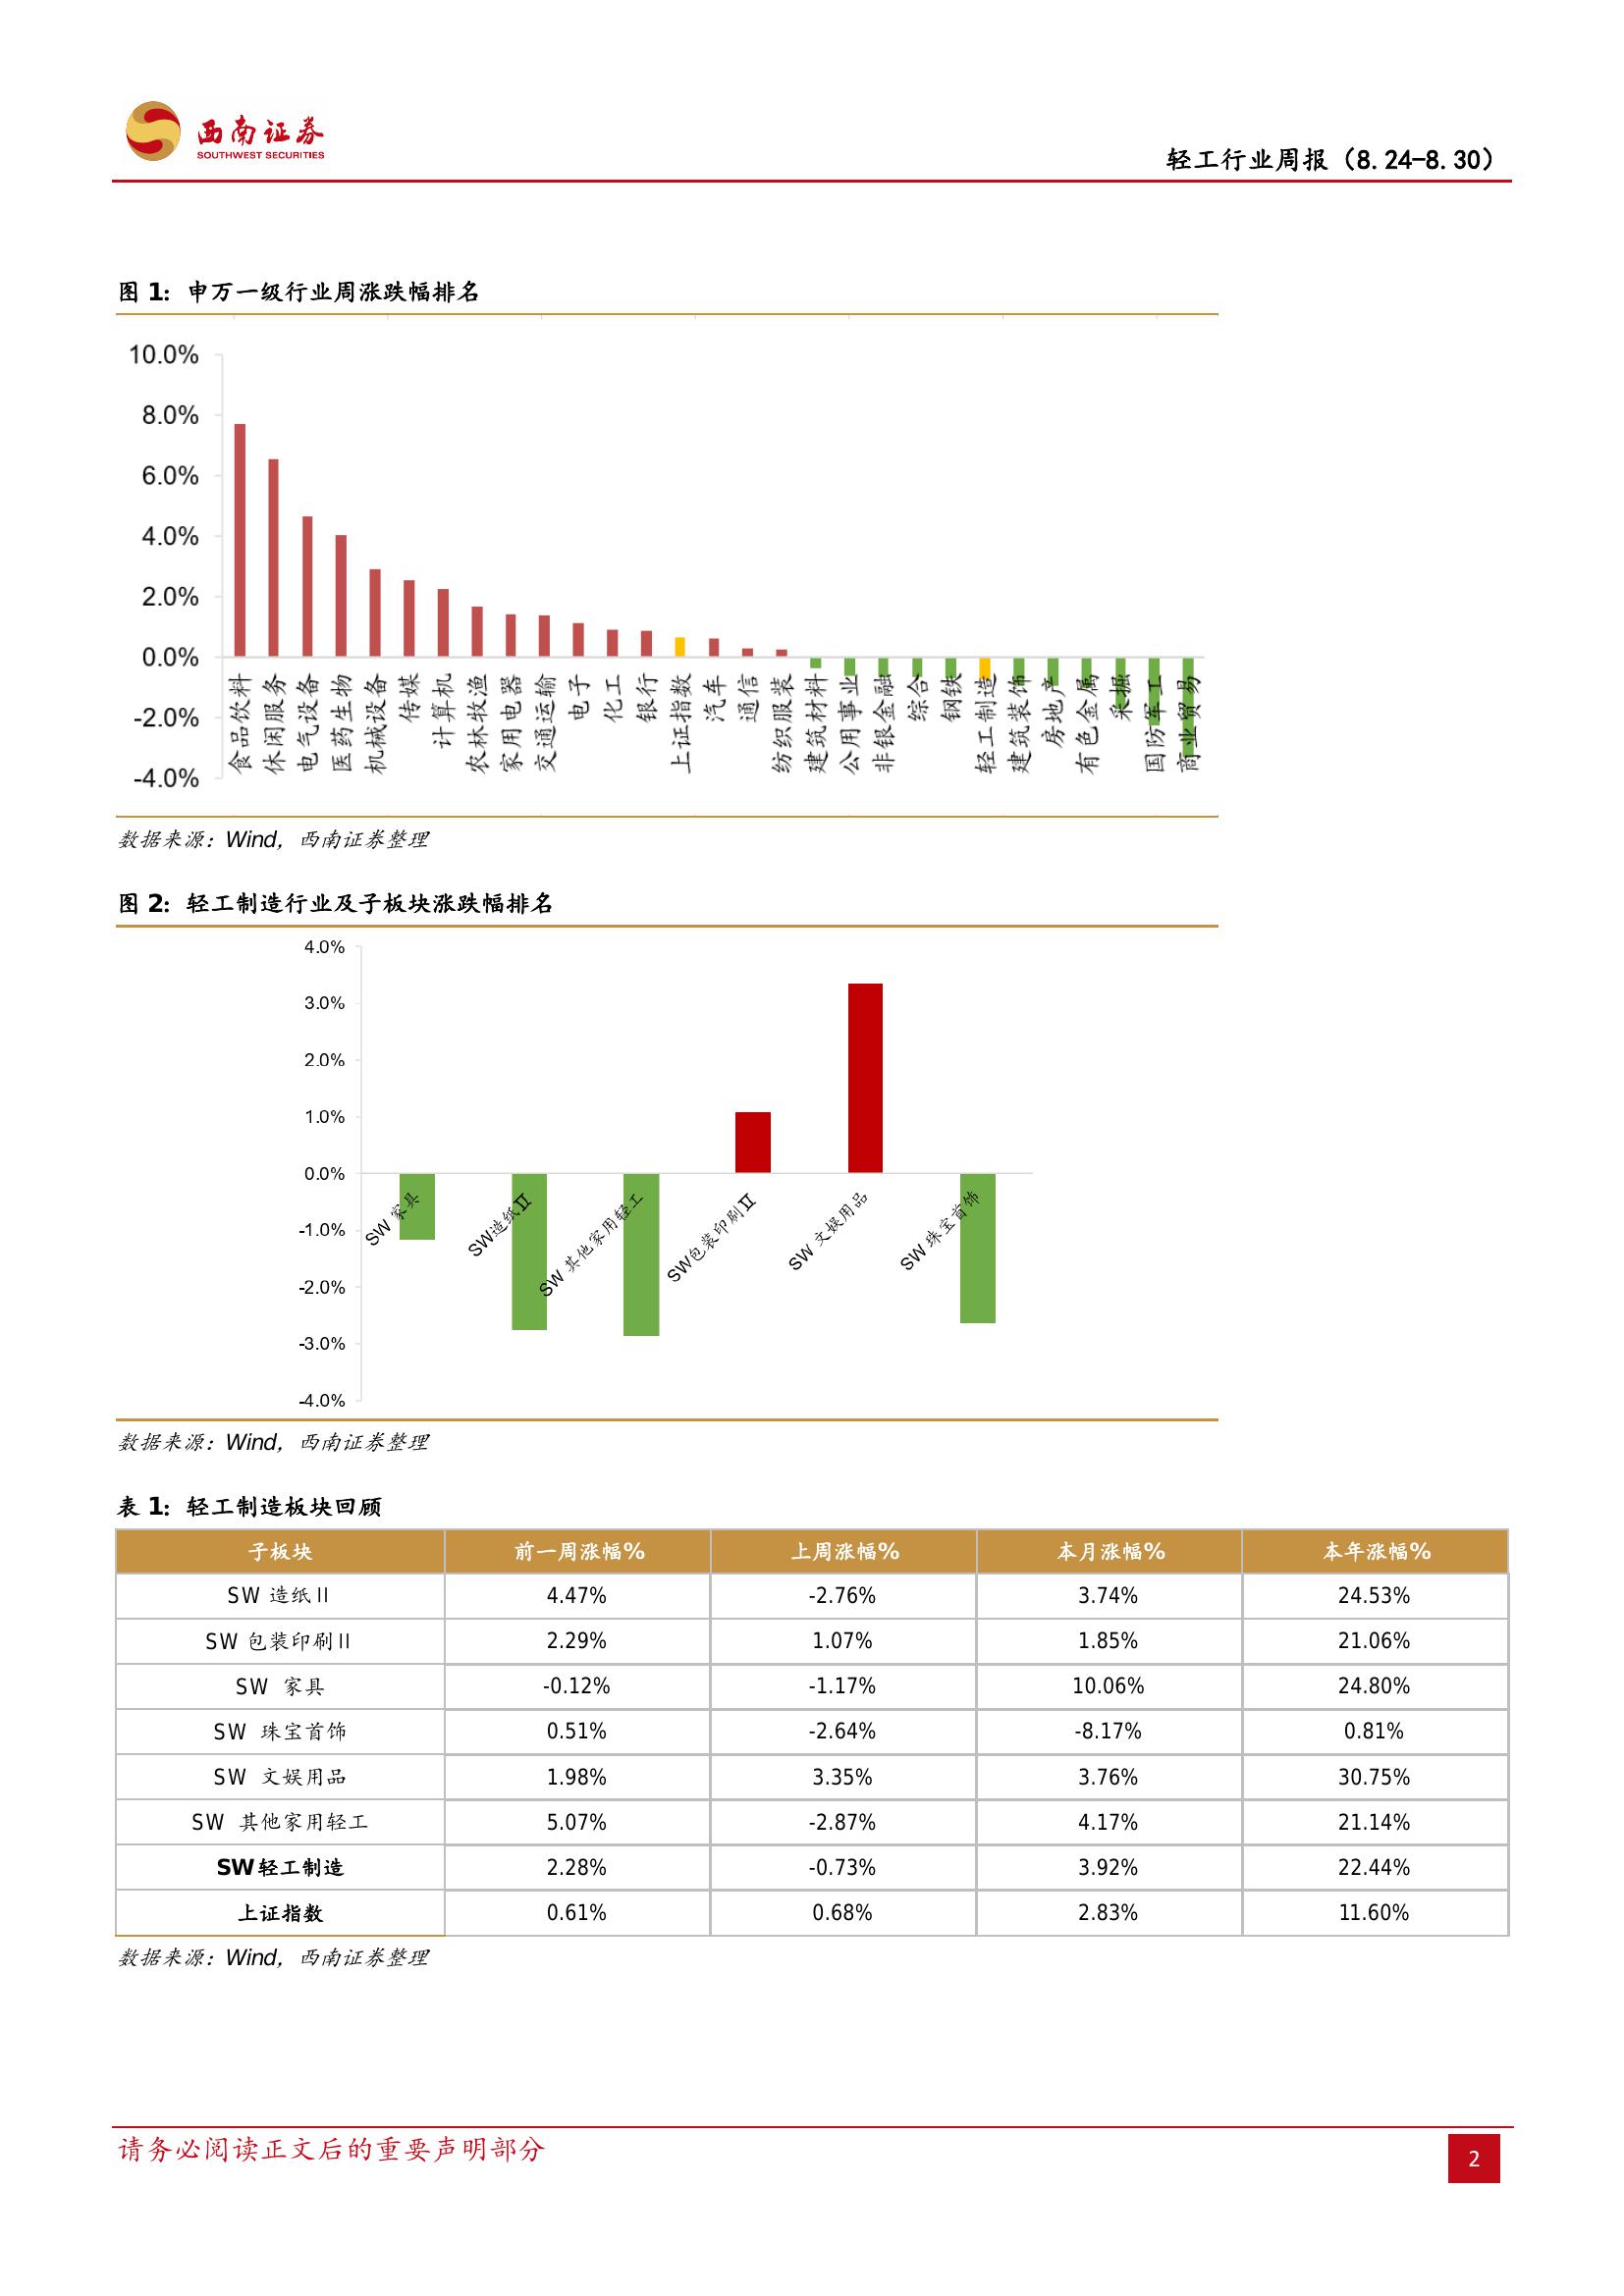 西南证券
SOUTHWEST SECURITIES
轻工行业周报（8.24-8.30）
图 1：申万一级行业周涨跌幅排名
10.0%
8.0%
6.0%
4.0%
2.0%
0.0%
-2.0%
-4.0%
食品饮料
休闲服务
电气设备
医药生物
机械设备
传媒
计算机
农林牧渔
家用电器
交通运输
电子
化工
银行
上证指数
汽车
通信
纺织服装
建筑材料
公用事业
非银金融
综合
钢铁
轻工制造
建筑装饰
房地产
有色金属
采掘
国防军工
商业贸易
数据来源：Wind，西南证券整理
图 2：轻工制造行业及子板块涨跌幅排名
4.0%
3.0%
2.0%
1.0%
0.0%
-1.0%
-2.0%
-3.0%
-4.0%
SW 家具
SW造纸Ⅱ
SW 其他家用轻工
SW包装印刷Ⅱ
SW 文娱用品
SW 珠宝首饰
数据来源：Wind，西南证券整理
表 1：轻工制造板块回顾
子板块 前一周涨幅% 上周涨幅% 本月涨幅% 本年涨幅%
SW 造纸Ⅱ 4.47% -2.76% 3.74% 24.53%
SW 包装印刷Ⅱ 2.29% 1.07% 1.85% 21.06%
SW 家具 -0.12% -1.17% 10.06% 24.80%
SW 珠宝首饰 0.51% -2.64% -8.17% 0.81%
SW 文娱用品 1.98% 3.35% 3.76% 30.75%
SW 其他家用轻工 5.07% -2.87% 4.17% 21.14%
SW轻工制造 2.28% -0.73% 3.92% 22.44%
上证指数 0.61% 0.68% 2.83% 11.60%
数据来源：Wind，西南证券整理
请务必阅读正文后的重要声明部分
2